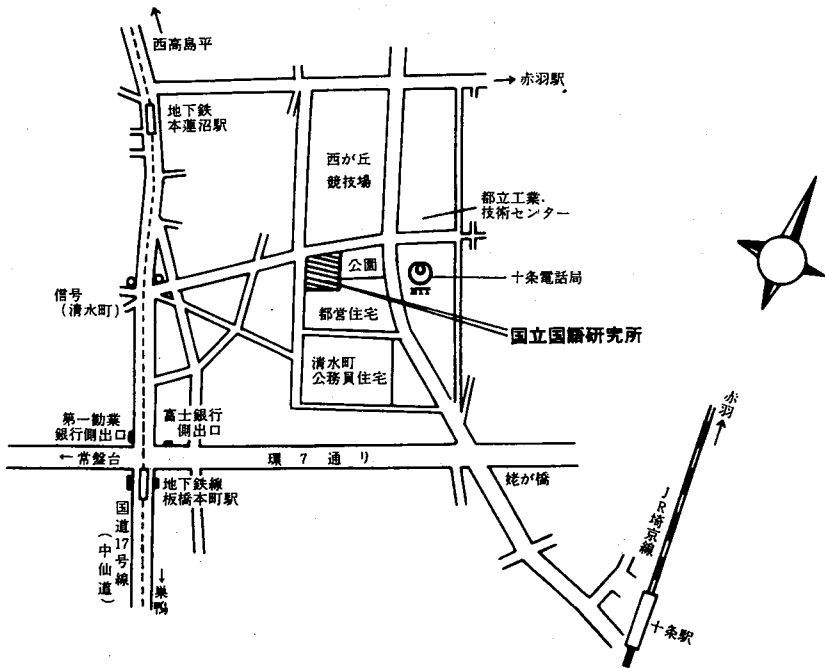 西高島平
→赤羽駅
地下鉄
本蓮沼駅
西が丘
競技場
都立工業・
技術センター
公園
十条電話局
信号
(清水町)
都営住宅
国立国語研究所
清水町
公務員住宅
第一勧業
銀行側出口
富士銀行
側出口
←常盤台
環7通り
姥が橋
地下鉄線
板橋本町駅
国道17号線
(中仙道)
→巣鴨
赤羽
JR埼京線
十条駅